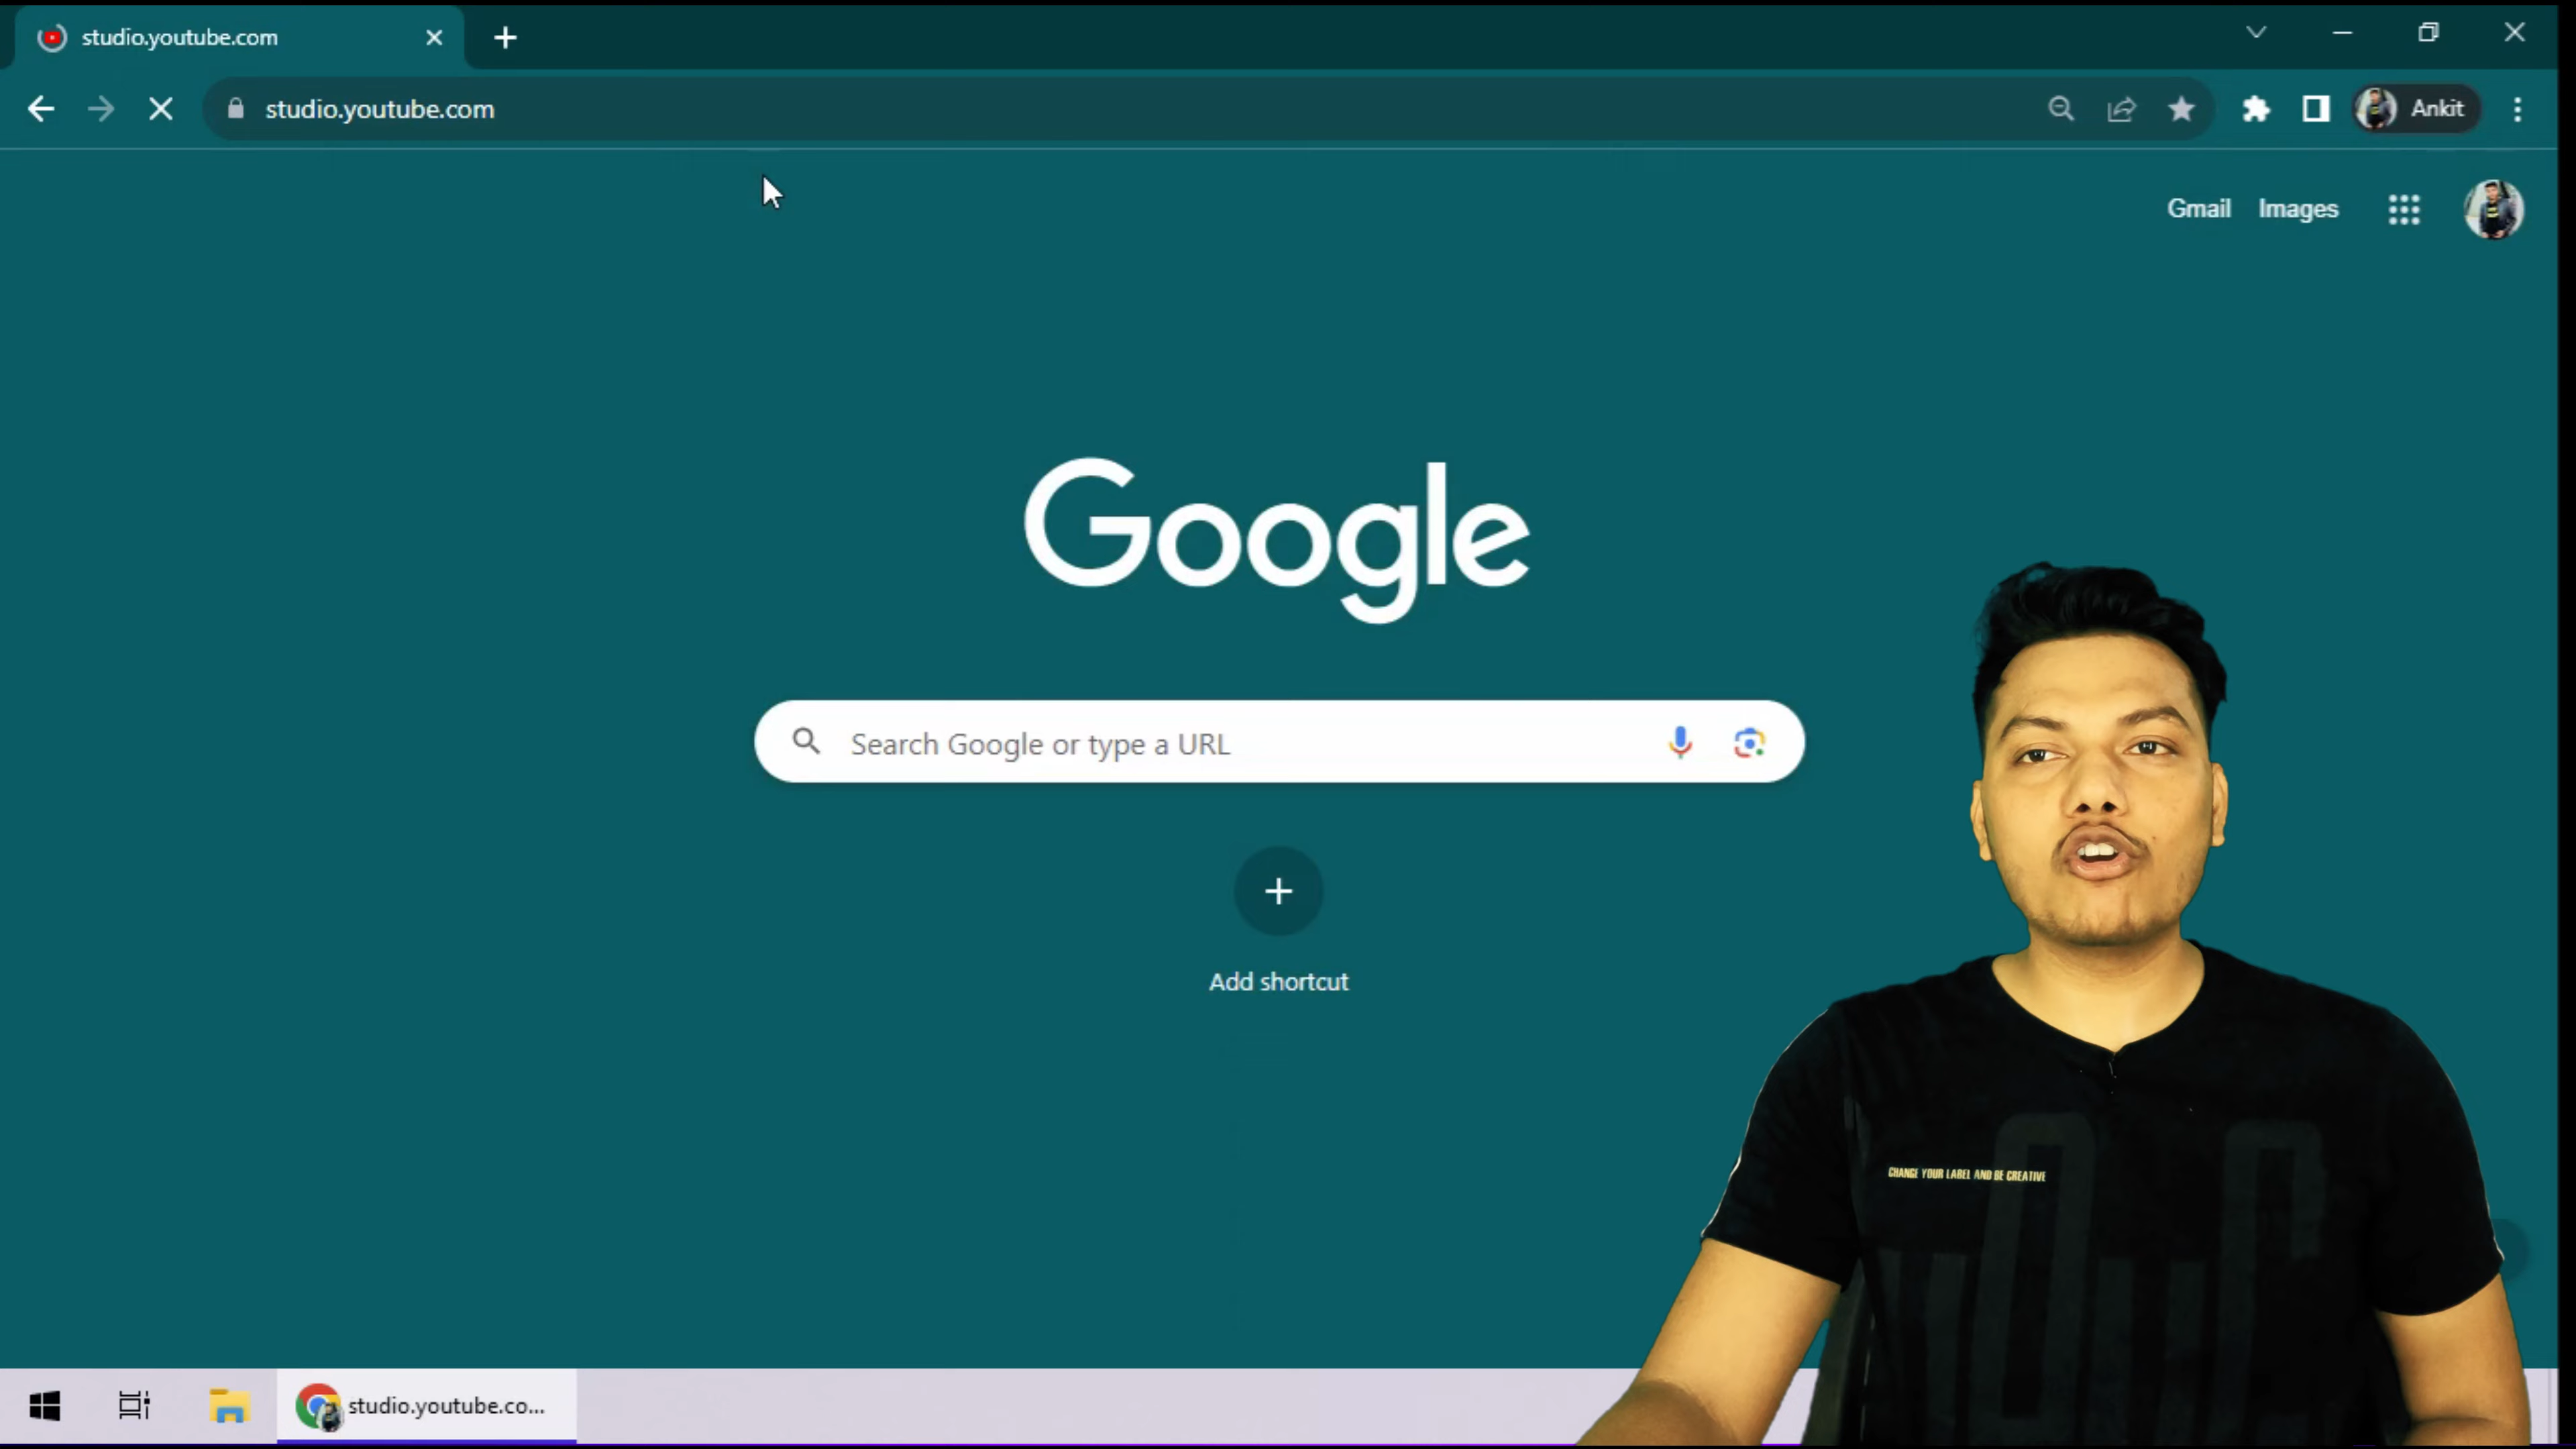 studio.youtube.com
studio.youtube.com
Ankit
Gmail Images
Google
Search Google or type a URL
Add shortcut
CHANGE YOUR LABEL AND BE CREATIVE
studio.youtube.co...